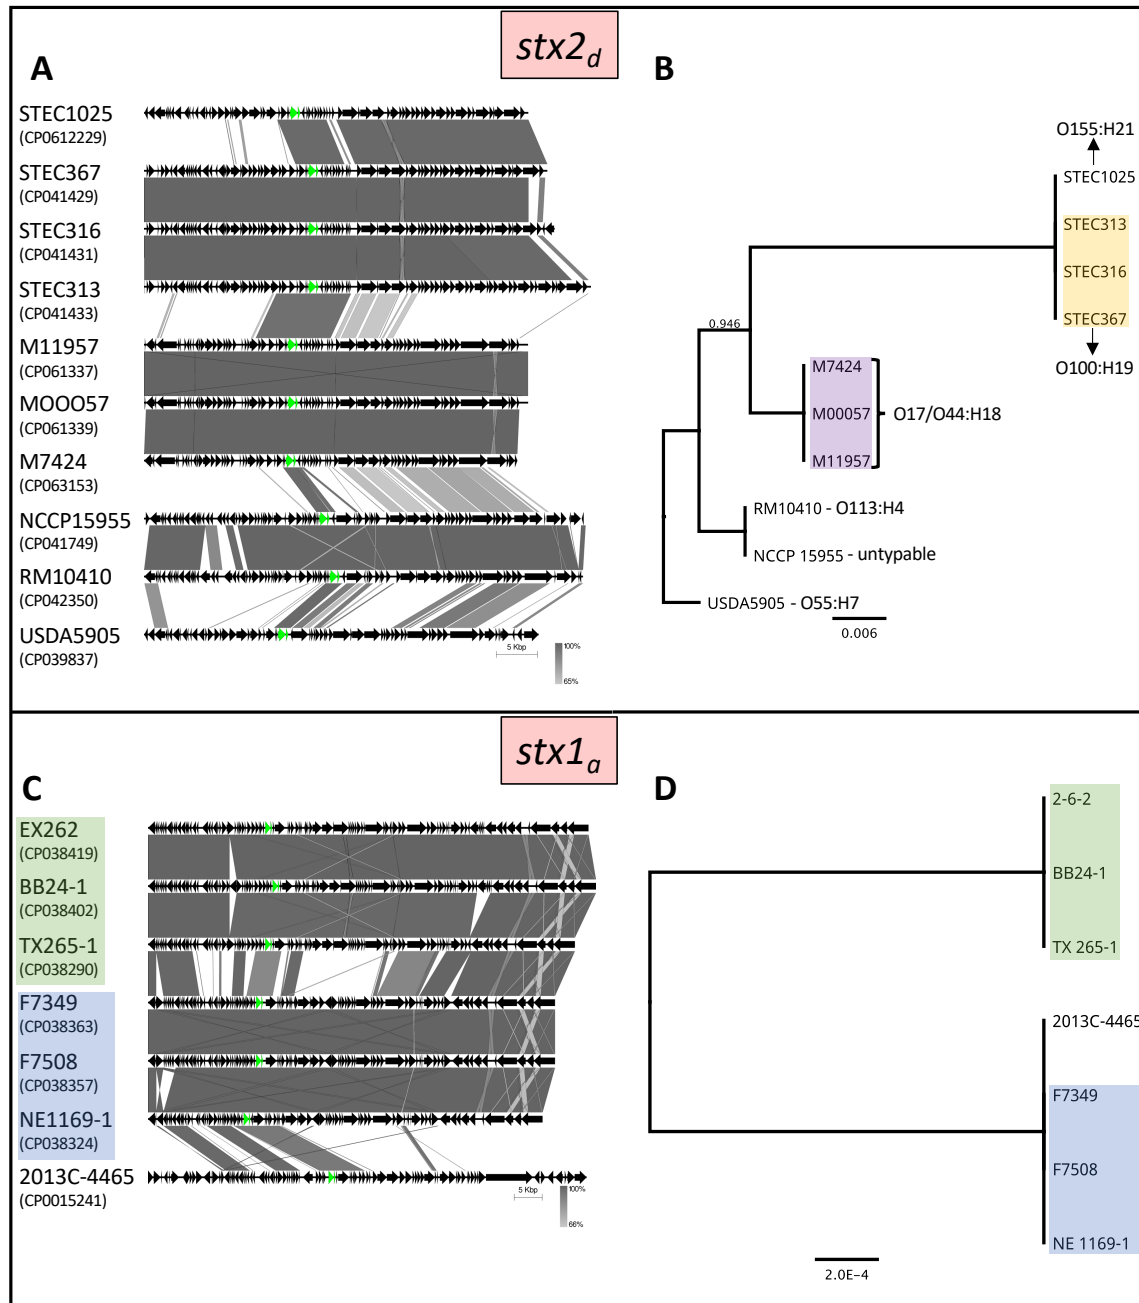 stx2d
A
STEC1025
(CP0612229)
STEC367
(CP041429)
STEC316
(CP041431)
STEC313
(CP041433)
M11957
(CP061337)
MOOO57
(CP061339)
M7424
(CP063153)
NCCP15955
(CP041749)
RM10410
(CP042350)
USDA5905
(CP039837)
5 Kbp
100%
65%
B
O155:H21
STEC1025
STEC313
STEC316
STEC367
O100:H19
0.946
M7424
M00057
M11957
O17/O44:H18
RM10410 - O113:H4
NCCP 15955 - untypable
USDA5905 - O55:H7
0.006
stx1a
C
EX262
(CP038419)
BB24-1
(CP038402)
TX265-1
(CP038290)
F7349
(CP038363)
F7508
(CP038357)
NE1169-1
(CP038324)
2013C-4465
(CP0015241)
5 Kbp
100%
66%
D
2-6-2
BB24-1
TX 265-1
2013C-4465
F7349
F7508
NE 1169-1
2.0E-4